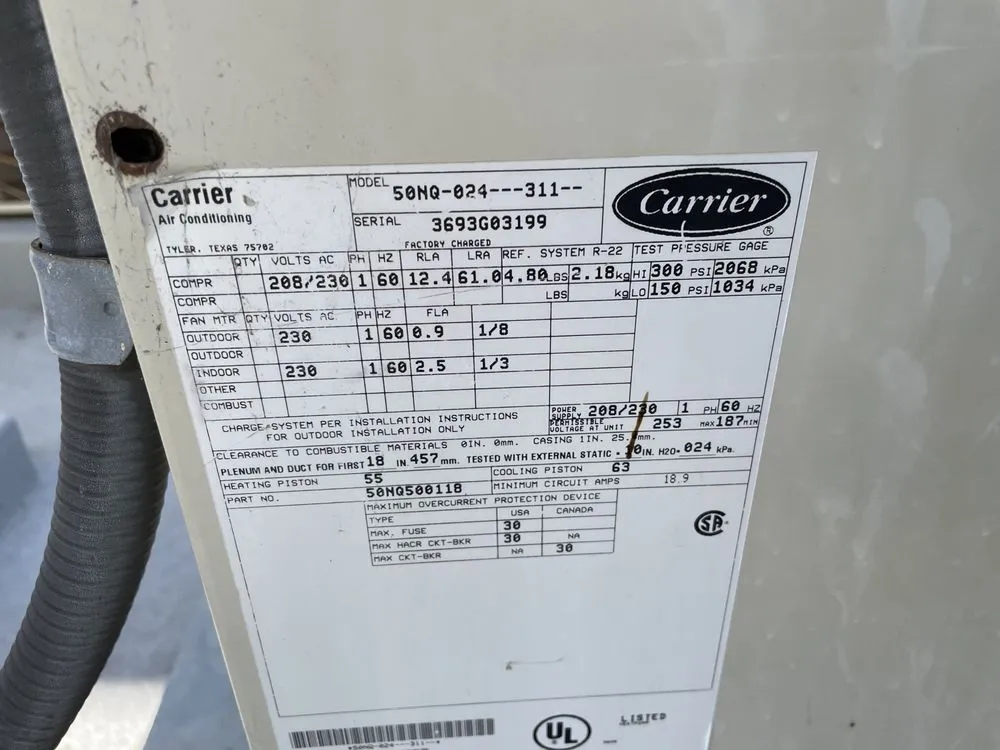 Carrier
Air Conditioning
TYLER, TEXAS 75702
MODEL 50NQ-024---311--
SERIAL 3693G03199
Carrier ®
FACTORY CHARGED
QTY VOLTS AC PH HZ RLA LRA REF. SYSTEM R-22 TEST PRESSURE GAGE
COMPR 208/230 1 60 12.4 61.0 4.80 LBS 2.18 kg HI 300 PSI 2068 kPa
COMPR LBS kg LO 150 PSI 1034 kPa
FAN MTR QTY VOLTS AC PH HZ FLA
OUTDOOR 230 1 60 0.9 1/8
OUTDOOR
INDOOR 230 1 60 2.5 1/3
OTHER
COMBUST
POWER SUPPLY 208/230 1 PH 60 HZ
PERMISSIBLE VOLTAGE AT UNIT 253 MAX 187 MIN
CHARGE SYSTEM PER INSTALLATION INSTRUCTIONS
FOR OUTDOOR INSTALLATION ONLY
CLEARANCE TO COMBUSTIBLE MATERIALS 0IN. 0mm. CASING 1IN. 25. mm.
PLENUM AND DUCT FOR FIRST 18 IN. 457 mm. TESTED WITH EXTERNAL STATIC IN. H2O- 024 kPa
HEATING PISTON 55 COOLING PISTON 63
PART NO. 50NQ500118 MINIMUM CIRCUIT AMPS 18.9
MAXIMUM OVERCURRENT PROTECTION DEVICE
TYPE USA CANADA
MAX. FUSE 30
MAX HACR CKT-BKR 30 NA
MAX CKT-BKR NA 30
SA
UL
LISTED
*50NQ-024---311--*